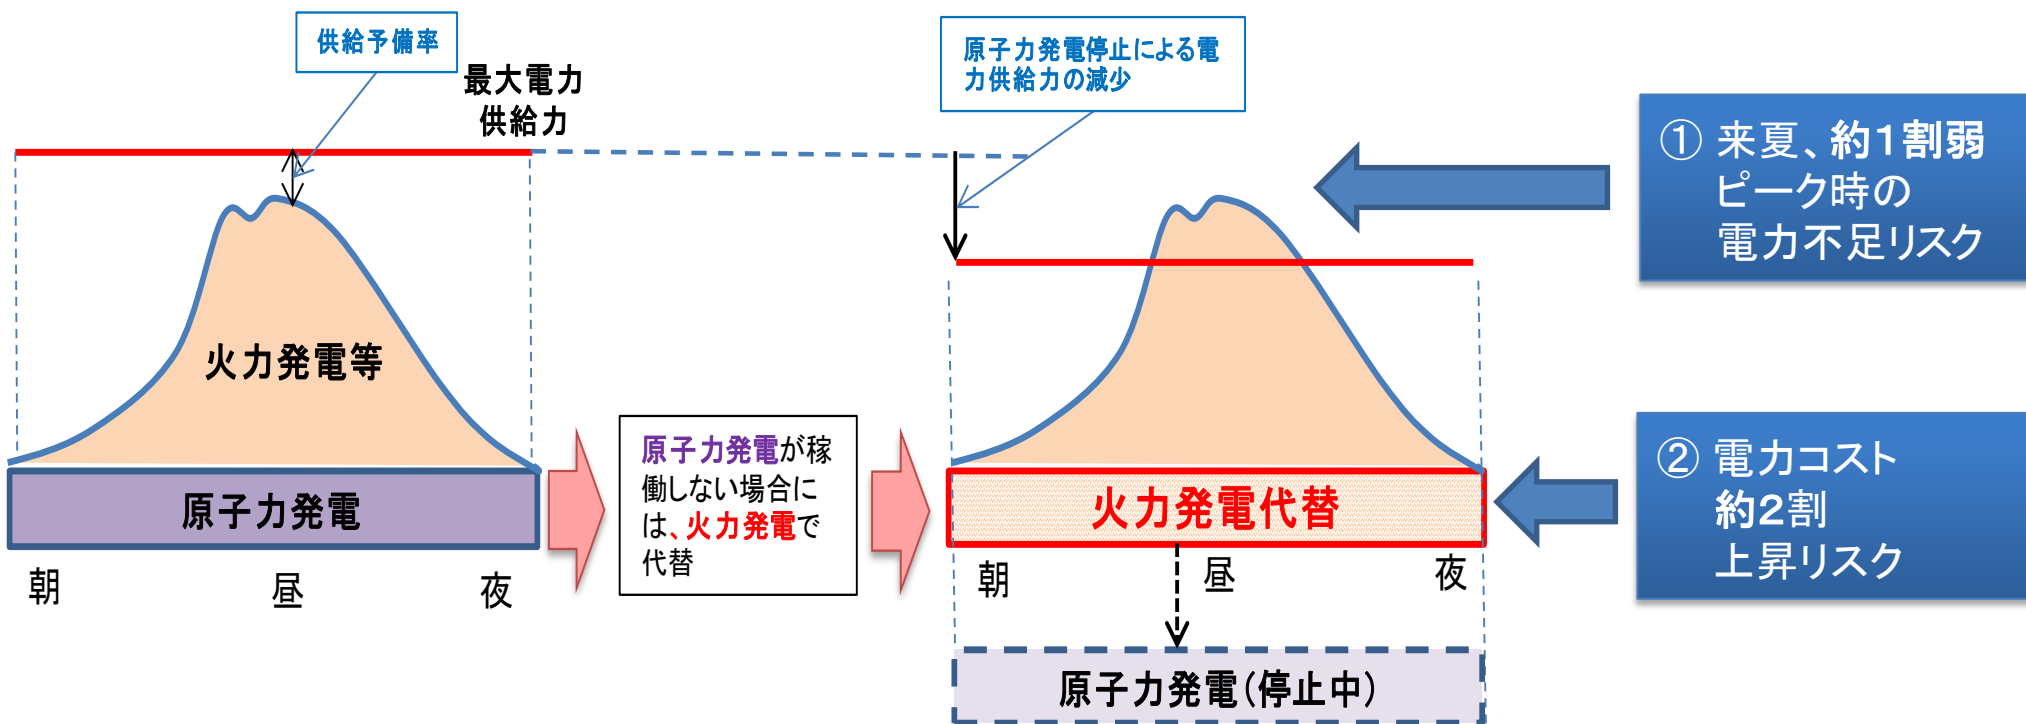 供給予備率
最大電力
供給力
火力発電等
原子力発電
朝
昼
夜
原子力発電が稼
働しない場合に
は、火力発電で
代替
原子力発電停止による電
力供給力の減少
火力発電代替
朝
昼
夜
原子力発電(停止中)
① 来夏、約1割弱
ピーク時の
電力不足リスク
② 電力コスト
約2割
上昇リスク